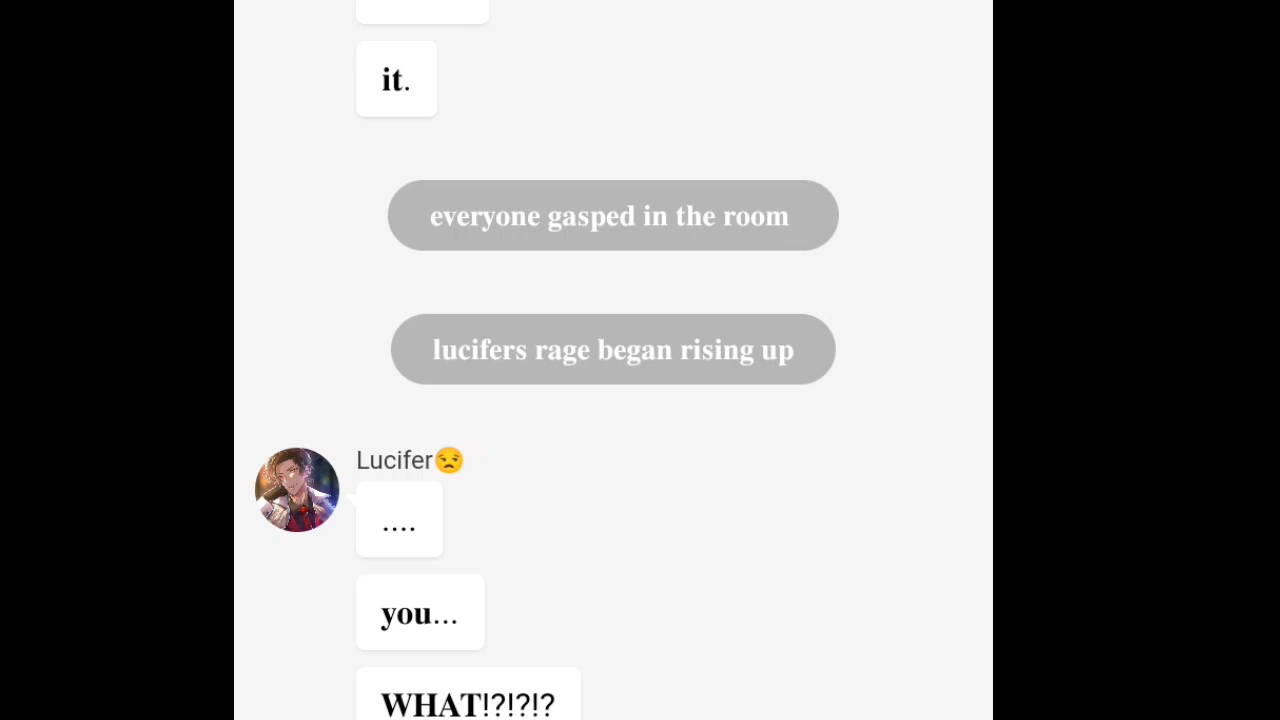 it.
everyone gasped in the room
lucifers rage began rising up
Lucifer😒
....
you...
WHAT!?!?!?